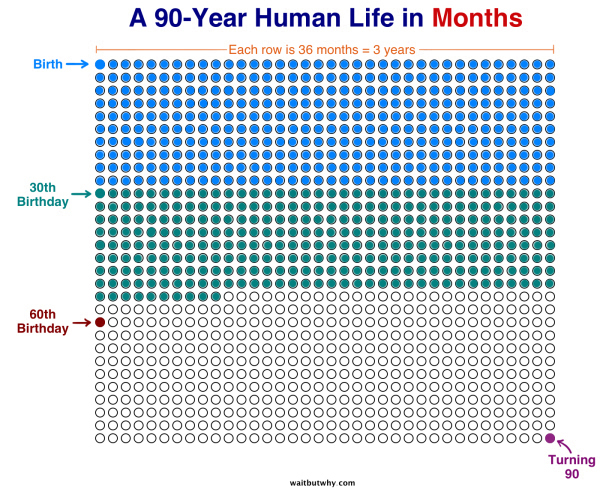 A 90-Year Human Life in Months
Each row is 36 months = 3 years
Birth
30th
Birthday
60th
Birthday
Turning
90
waitbutwhy.com